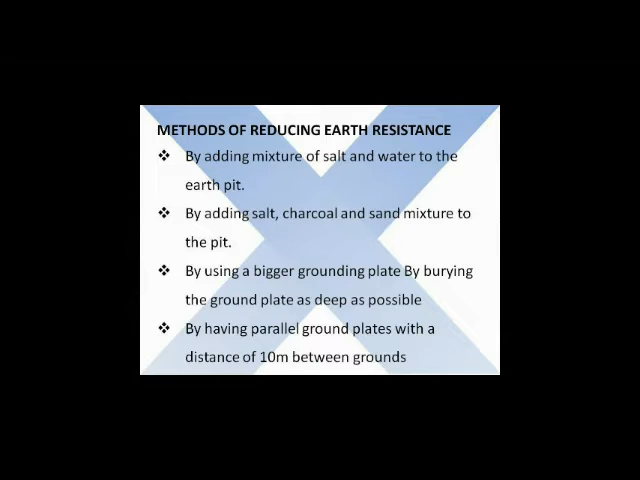 METHODS OF REDUCING EARTH RESISTANCE
❖ By adding mixture of salt and water to the
earth pit.
❖ By adding salt, charcoal and sand mixture to
the pit.
❖ By using a bigger grounding plate By burying
the ground plate as deep as possible
❖ By having parallel ground plates with a
distance of 10m between grounds